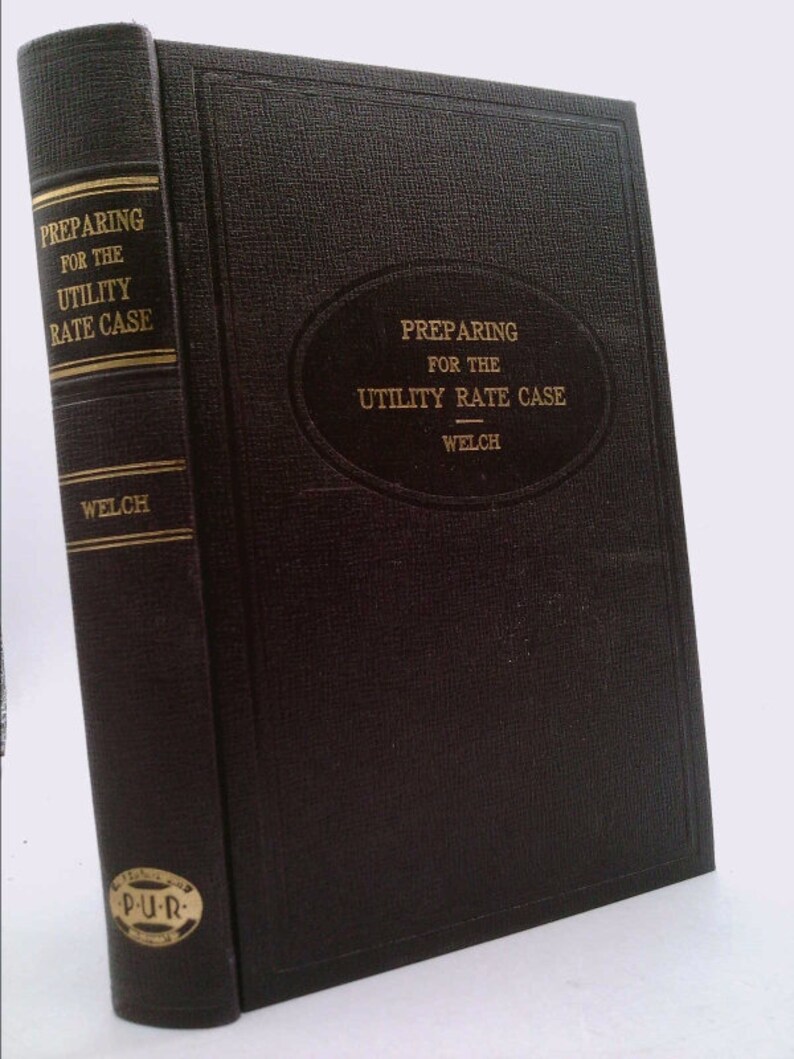 PREPARING
FOR THE
UTILITY
RATE CASE
WELCH
·P·U·R·
PREPARING
FOR THE
UTILITY RATE CASE
WELCH